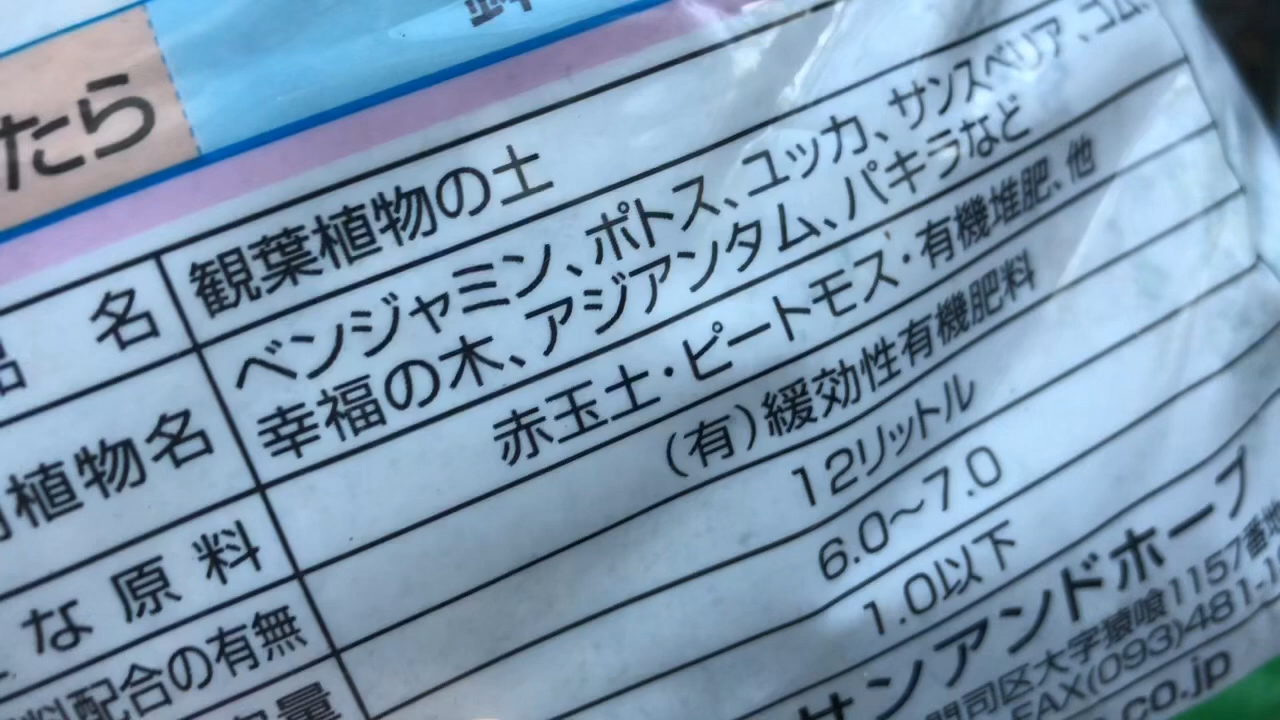 たら
品 名 観葉植物の土
植物名 ベンジャミン、ポトス、ユッカ、サンスベリア、ゴム、
幸福の木、アジアンタム、パキラなど
な原料 赤玉土・ピートモス・有機堆肥、他
料配合の有無 (有)緩効性有機肥料
容量 12リットル
6.0〜7.0
1.0以下
サンアンドホープ
門司区大字猿喰1157番地
FAX(093)481-1
.co.jp